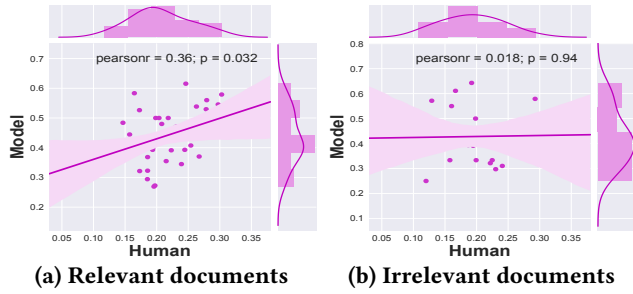 pearsonr = 0.36; p = 0.032
0.7
0.6
0.5
0.4
0.3
0.2
Model
0.05 0.10 0.15 0.20 0.25 0.30 0.35
Human
(a) Relevant documents
pearsonr = 0.018; p = 0.94
0.8
0.7
0.6
0.5
0.4
0.3
0.2
0.1
Model
0.05 0.10 0.15 0.20 0.25 0.30 0.35
Human
(b) Irrelevant documents